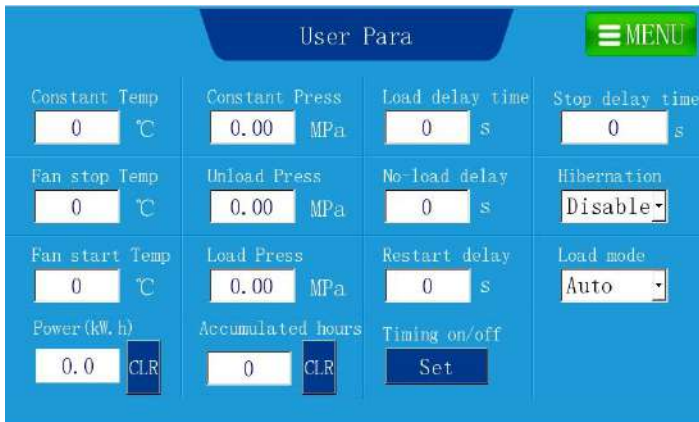 User Para
MENU
Constant Temp Constant Press Load delay time Stop delay time
0 ℃ 0.00 MPa 0 s 0 s
Fan stop Temp Unload Press No-load delay Hibernation
0 ℃ 0.00 MPa 0 s Disable
Fan start Temp Load Press Restart delay Load mode
0 ℃ 0.00 MPa 0 s Auto
Power(kW.h) Accumulated hours Timing on/off
0.0 CLR 0 CLR Set